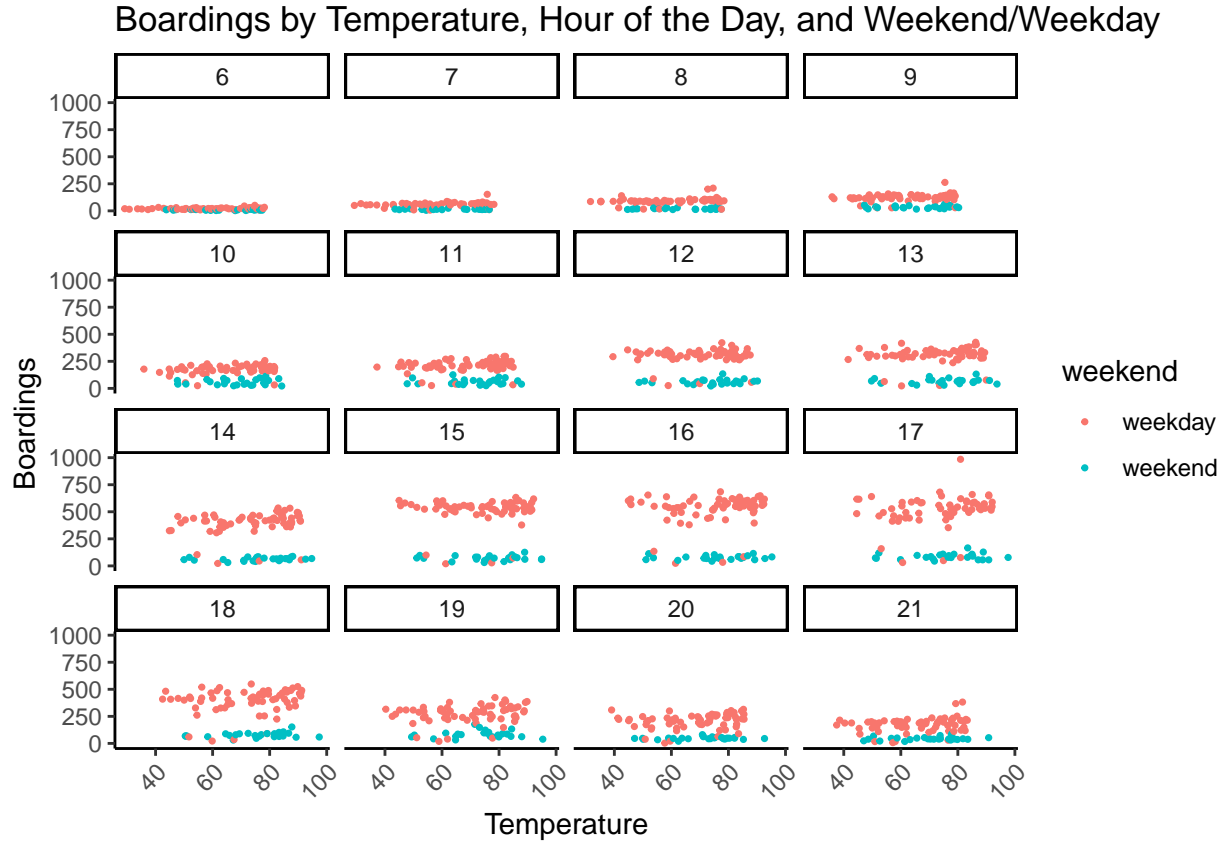 Boardings by Temperature, Hour of the Day, and Weekend/Weekday
6 7 8 9
1000
750
500
250
0
10 11 12 13
1000
750
500
250
0
14 15 16 17
1000
750
500
250
0
18 19 20 21
1000
750
500
250
0
40 60 80 100 40 60 80 100 40 60 80 100 40 60 80 100
Temperature
Boardings
weekend
weekday
weekend